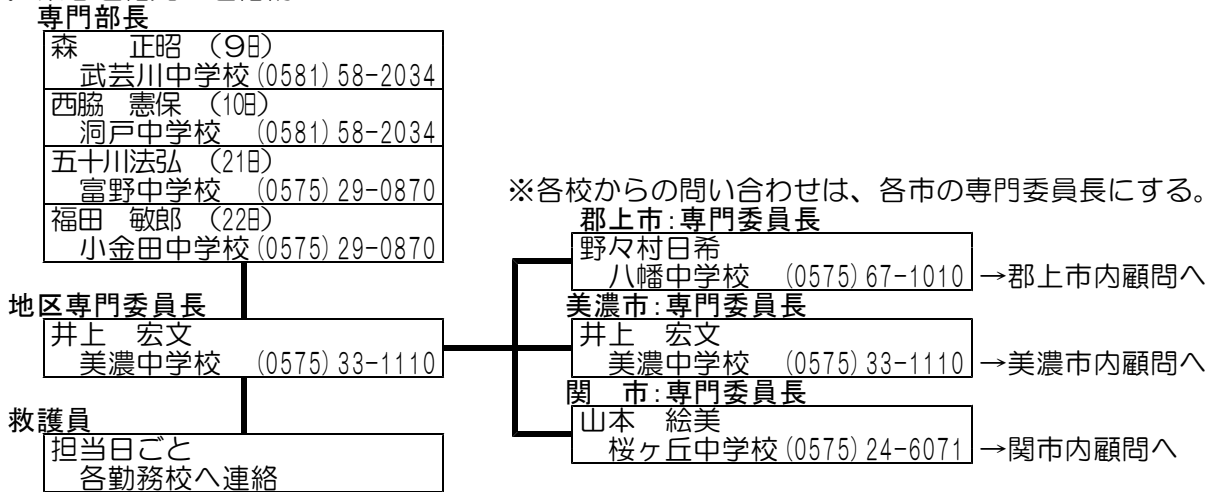 専門部長
森　　正昭　（9日）
武芸川中学校(0581)58-2034
西脇　憲保　（10日）
洞戸中学校　(0581)58-2034
五十川法弘　（21日）
富野中学校　(0575)29-0870
福田　敏郎　（22日）
小金田中学校(0575)29-0870
地区専門委員長
井上　宏文
美濃中学校　(0575)33-1110
救護員
担当日ごと
各勤務校へ連絡
※各校からの問い合わせは、各市の専門委員長にする。
郡上市:専門委員長
野々村日希
八幡中学校　(0575)67-1010 →郡上市内顧問へ
美濃市:専門委員長
井上　宏文
美濃中学校　(0575)33-1110 →美濃市内顧問へ
関　市:専門委員長
山本　絵美
桜ヶ丘中学校(0575)24-6071 →関市内顧問へ